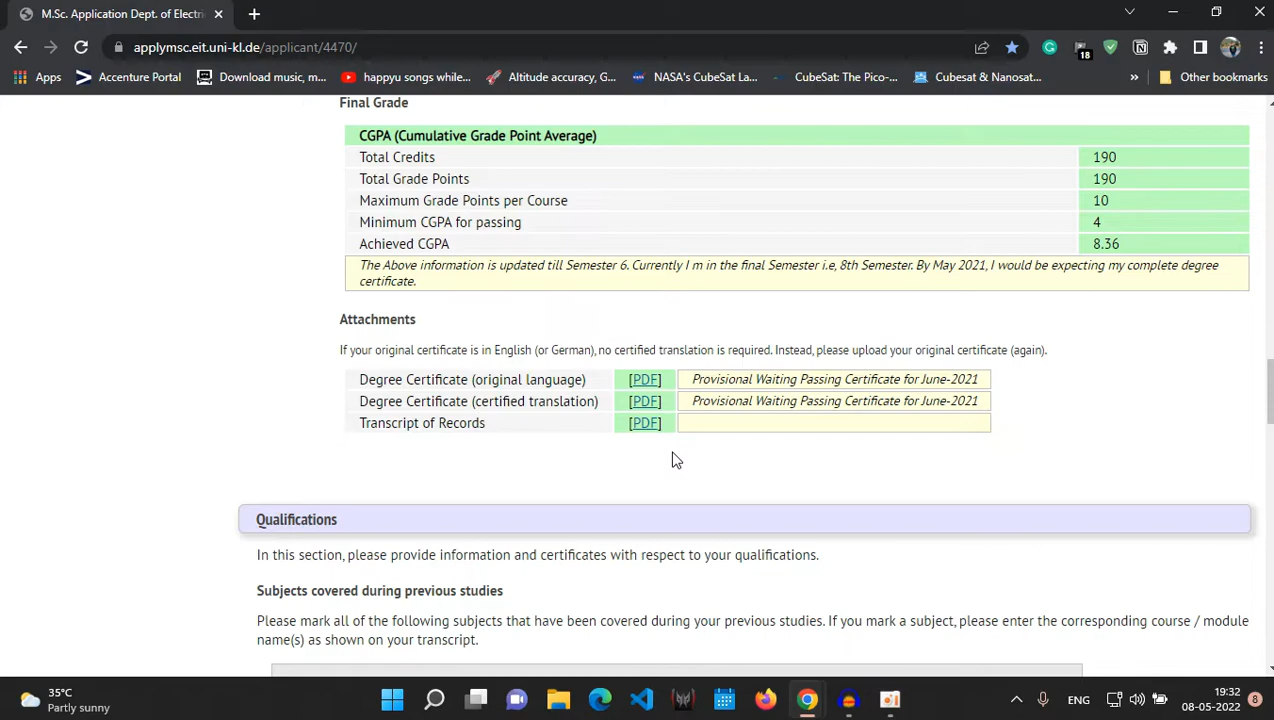 M.Sc. Application Dept. of Electri
applymsc.eit.uni-kl.de/applicant/4470/
18
Apps
Accenture Portal
Download music, m...
happyu songs while...
Altitude accuracy, G...
NASA's CubeSat La...
CubeSat: The Pico-...
Cubesat & Nanosat...
»
Other bookmarks
Final Grade
CGPA (Cumulative Grade Point Average)
Total Credits 190
Total Grade Points 190
Maximum Grade Points per Course 10
Minimum CGPA for passing 4
Achieved CGPA 8.36
The Above information is updated till Semester 6. Currently I m in the final Semester i.e, 8th Semester. By May 2021, I would be expecting my complete degree
certificate.
Attachments
If your original certificate is in English (or German), no certified translation is required. Instead, please upload your original certificate (again).
Degree Certificate (original language) [PDF] Provisional Waiting Passing Certificate for June-2021
Degree Certificate (certified translation) [PDF] Provisional Waiting Passing Certificate for June-2021
Transcript of Records [PDF]
Qualifications
In this section, please provide information and certificates with respect to your qualifications.
Subjects covered during previous studies
Please mark all of the following subjects that have been covered during your previous studies. If you mark a subject, please enter the corresponding course / module
name(s) as shown on your transcript.
35°C
Partly sunny
ENG
19:32
08-05-2022
8